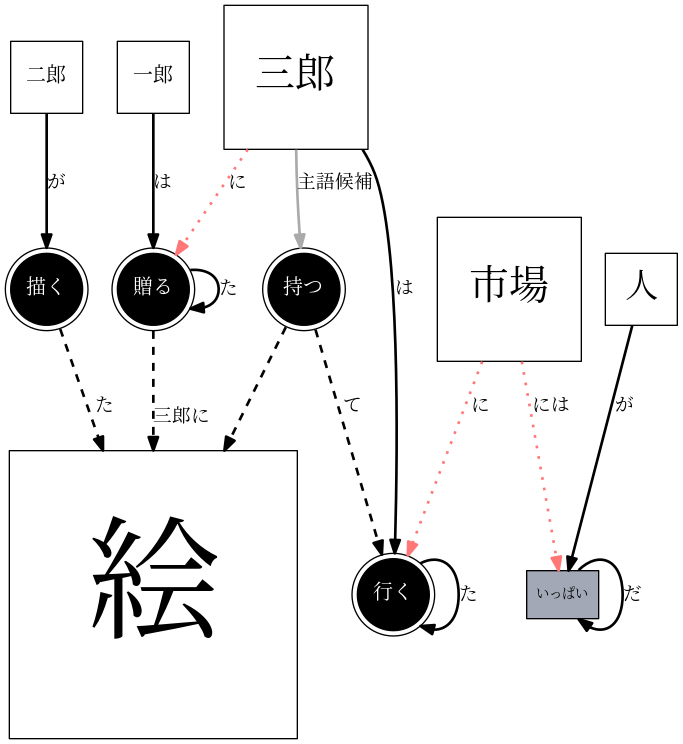 二郎
一郎
三郎
が
は
に
主語候補
描く
贈る
た
持つ
は
市場
人
た
三郎に
て
に
には
が
絵
行く
た
いっぱい
だ